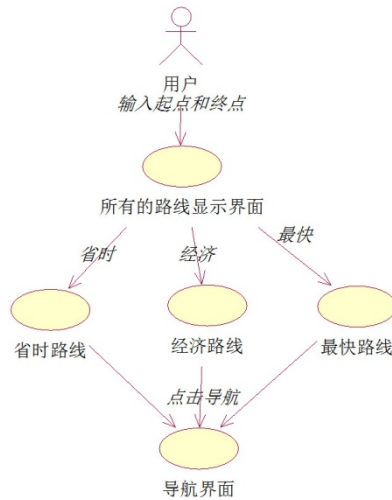 用户
输入起点和终点
所有的路线显示界面
省时
经济
最快
省时路线
经济路线
最快路线
点击导航
导航界面